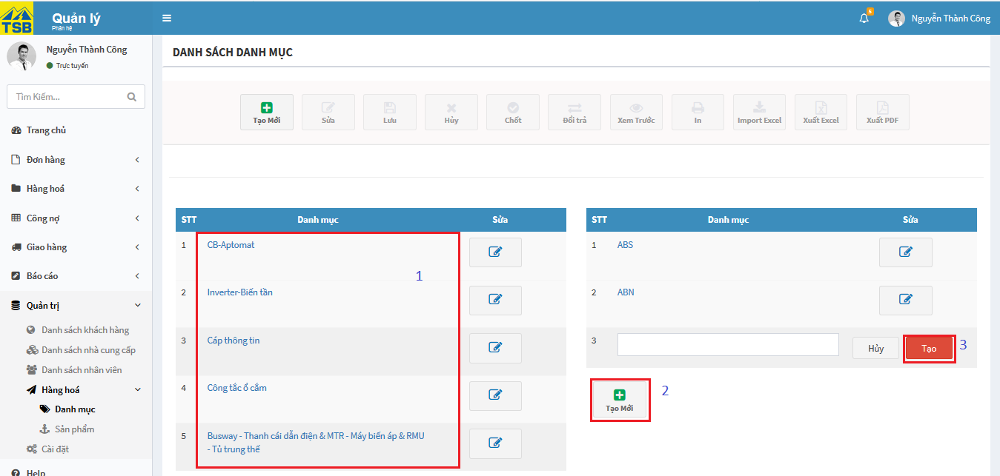 TSB
Quản lý
Phân hệ
5
Nguyễn Thành Công
Nguyễn Thành Công
Trực tuyến
Tìm Kiếm...
Trang chủ
Đơn hàng
Hàng hoá
Công nợ
Giao hàng
Báo cáo
Quản trị
Danh sách khách hàng
Danh sách nhà cung cấp
Danh sách nhân viên
Hàng hoá
Danh mục
Sản phẩm
Cài đặt
Help
DANH SÁCH DANH MỤC
Tạo Mới Sửa Lưu Hủy Chốt Đổi trả Xem Trước In Import Excel Xuất Excel Xuất PDF
STT Danh mục Sửa
1 CB-Aptomat
2 Inverter-Biến tần
3 Cáp thông tin
4 Công tắc ổ cắm
5 Busway - Thanh cái dẫn điện & MTR - Máy biến áp & RMU
- Tủ trung thế
1
STT Danh mục Sửa
1 ABS
2 ABN
3 Hủy Tạo 3
Tạo Mới 2